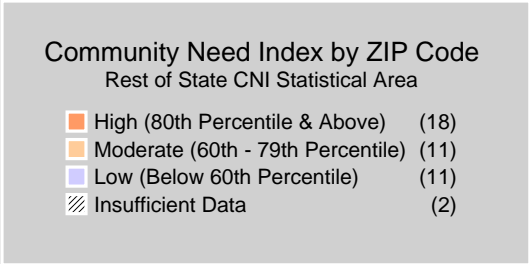 Community Need Index by ZIP Code
Rest of State CNI Statistical Area
High (80th Percentile & Above) (18)
Moderate (60th - 79th Percentile) (11)
Low (Below 60th Percentile) (11)
Insufficient Data (2)